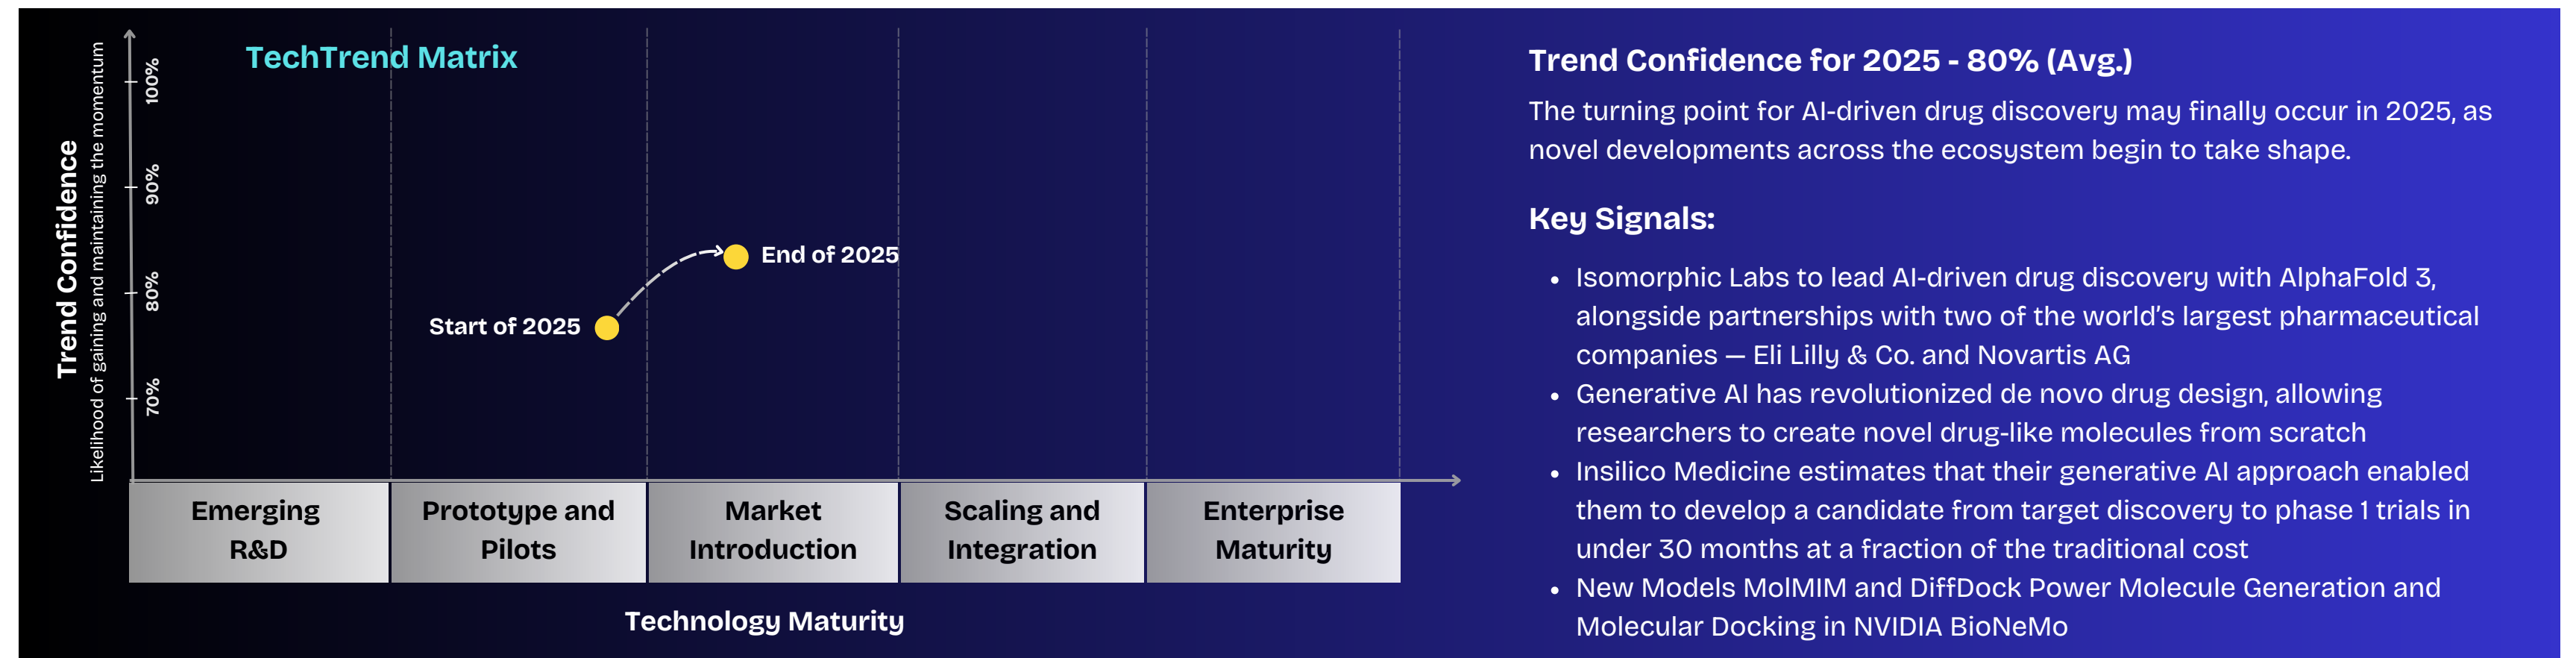 TechTrend Matrix
Trend Confidence
Likelihood of gaining and maintaining the momentum
100%
90%
80%
70%
Start of 2025
End of 2025
Emerging
R&D
Prototype and
Pilots
Market
Introduction
Scaling and
Integration
Enterprise
Maturity
Technology Maturity
Trend Confidence for 2025 - 80% (Avg.)
The turning point for AI-driven drug discovery may finally occur in 2025, as
novel developments across the ecosystem begin to take shape.
Key Signals:
• Isomorphic Labs to lead AI-driven drug discovery with AlphaFold 3,
alongside partnerships with two of the world’s largest pharmaceutical
companies — Eli Lilly & Co. and Novartis AG
• Generative AI has revolutionized de novo drug design, allowing
researchers to create novel drug-like molecules from scratch
• Insilico Medicine estimates that their generative AI approach enabled
them to develop a candidate from target discovery to phase 1 trials in
under 30 months at a fraction of the traditional cost
• New Models MolMIM and DiffDock Power Molecule Generation and
Molecular Docking in NVIDIA BioNeMo